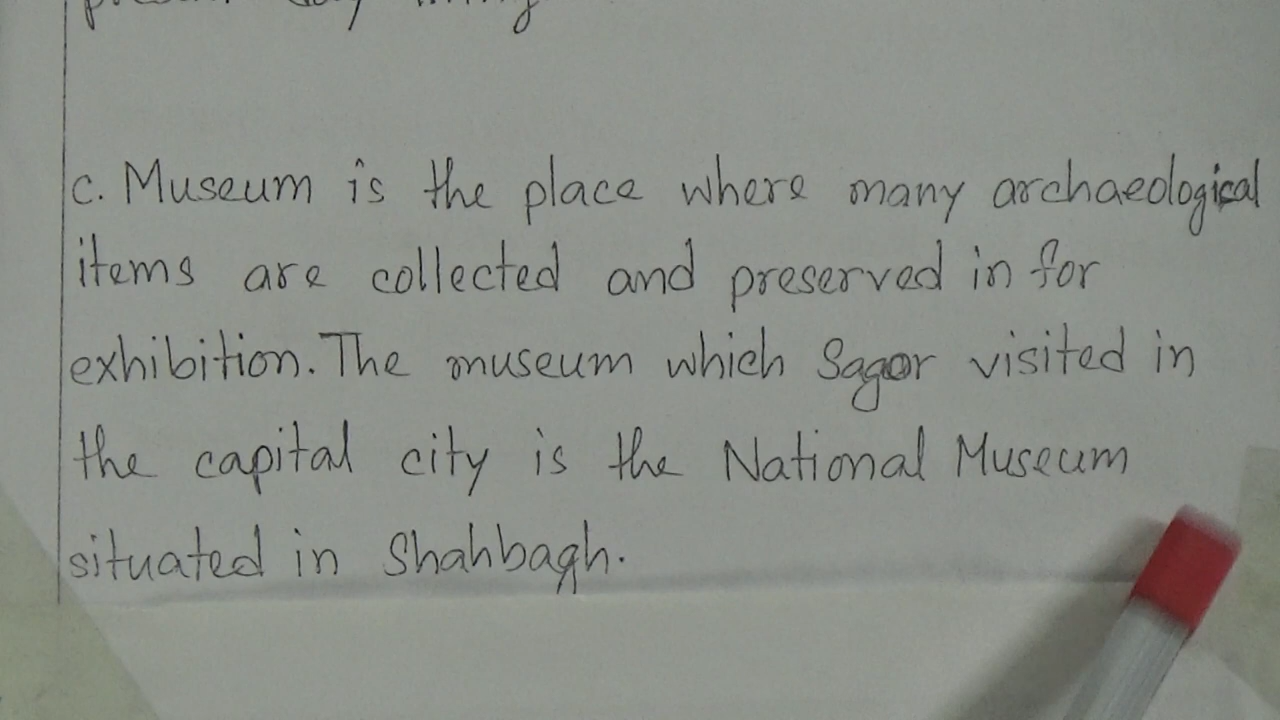 c. Museum is the place where many archaeological
items are collected and preserved in for
exhibition. The museum which Sagor visited in
the capital city is the National Museum
situated in Shahbagh.